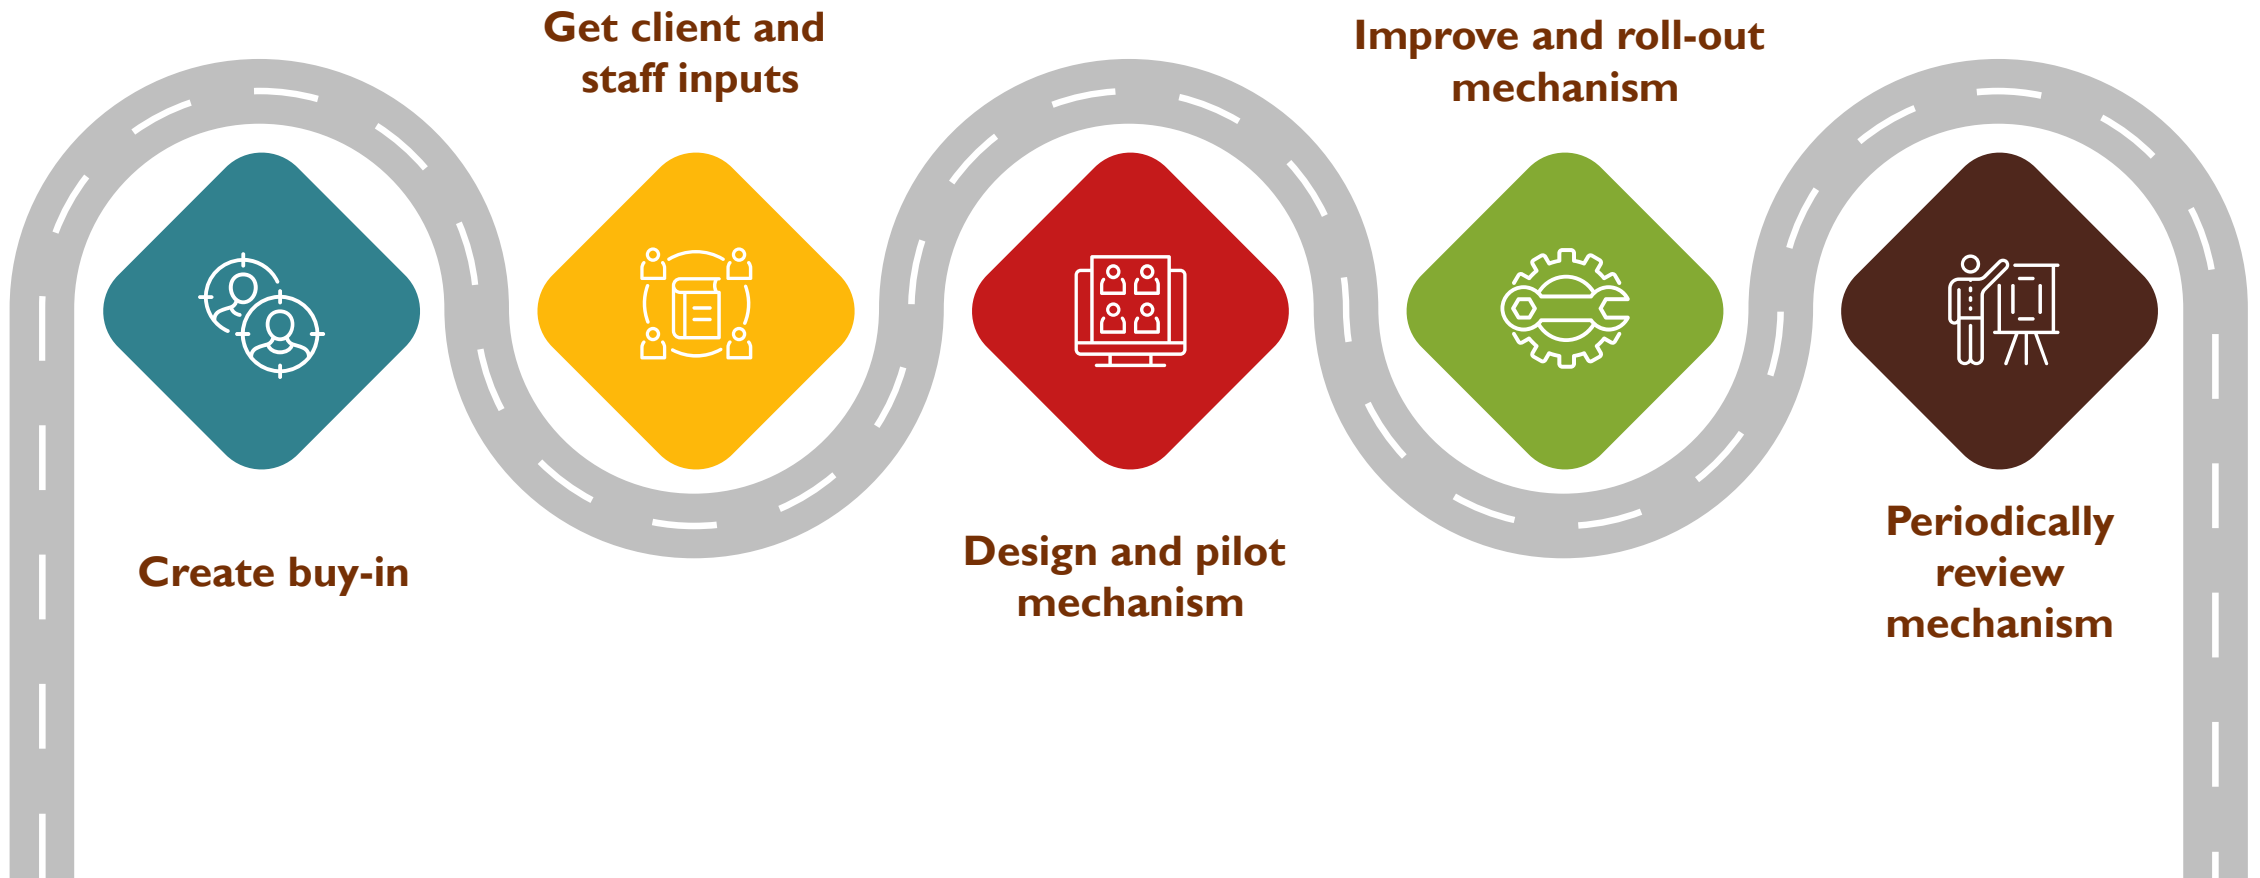 Create buy-in
Get client and
staff inputs
Design and pilot
mechanism
Improve and roll-out
mechanism
Periodically
review
mechanism